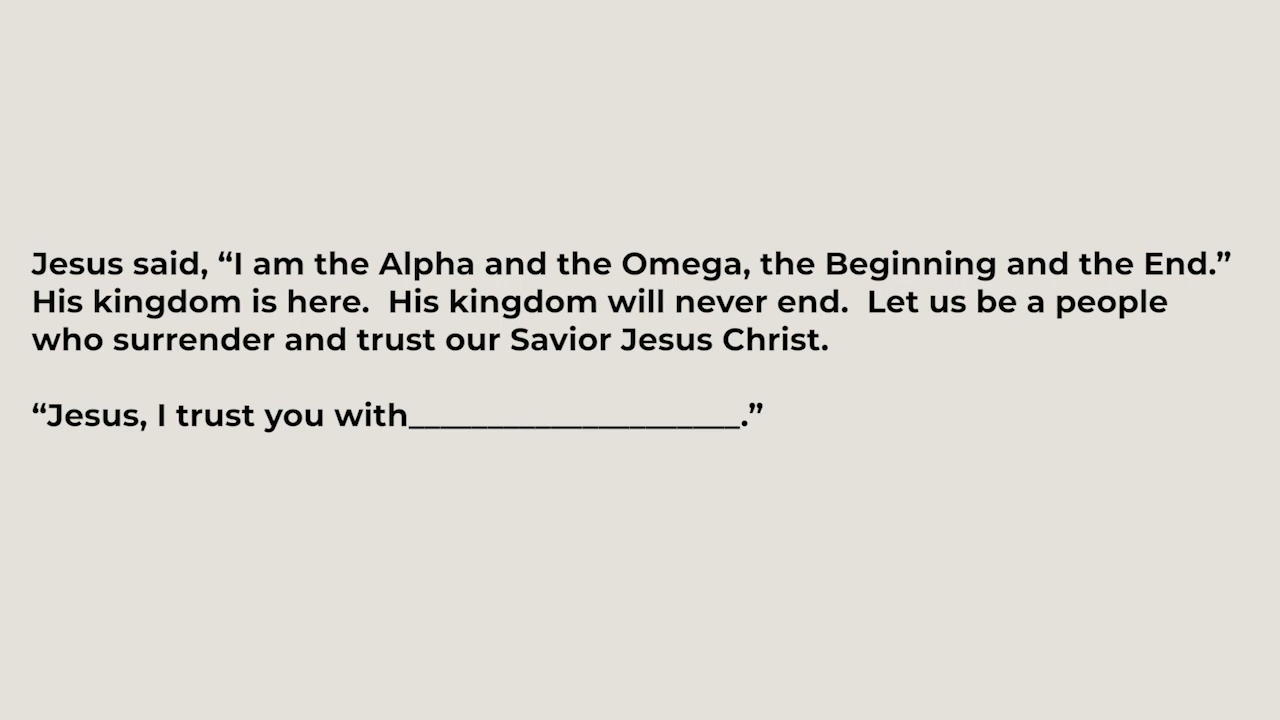 Jesus said, “I am the Alpha and the Omega, the Beginning and the End.”
His kingdom is here.  His kingdom will never end.  Let us be a people
who surrender and trust our Savior Jesus Christ.
“Jesus, I trust you with_____________________.”